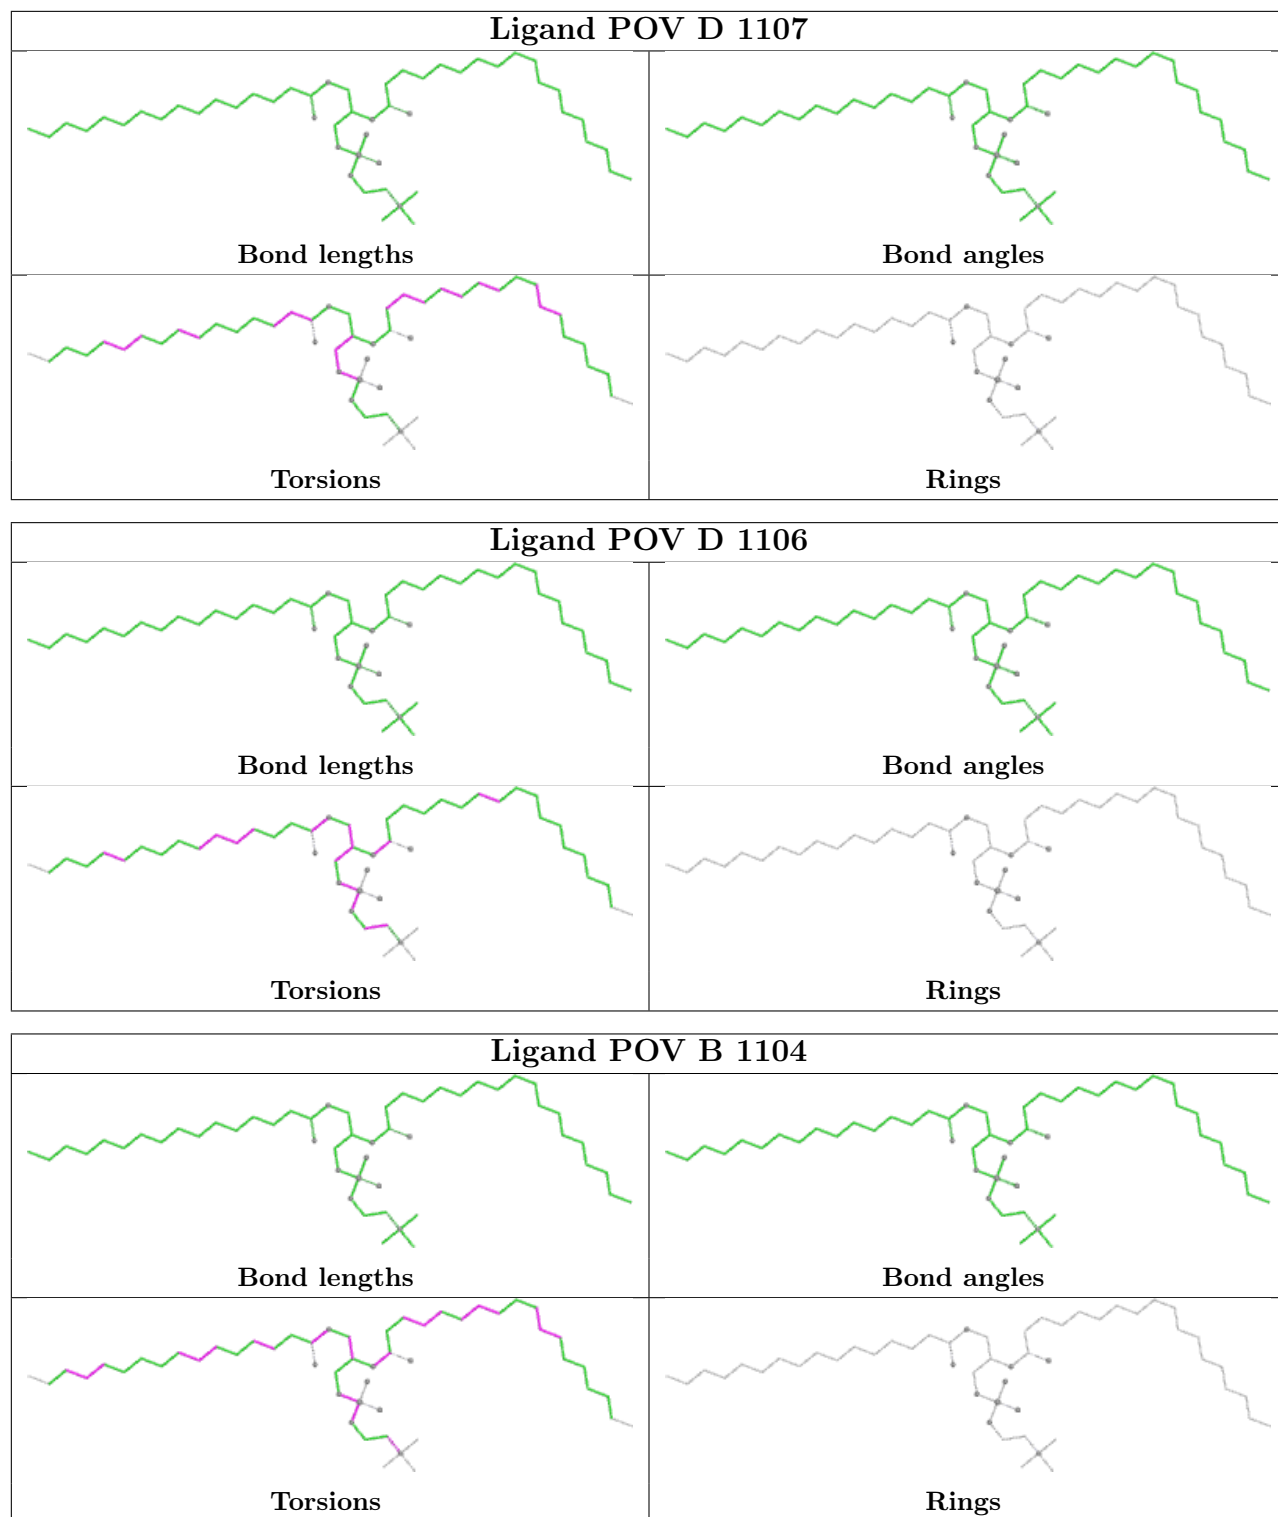 Ligand POV D 1107
Bond lengths
Bond angles
Torsions
Rings
Ligand POV D 1106
Bond lengths
Bond angles
Torsions
Rings
Ligand POV B 1104
Bond lengths
Bond angles
Torsions
Rings